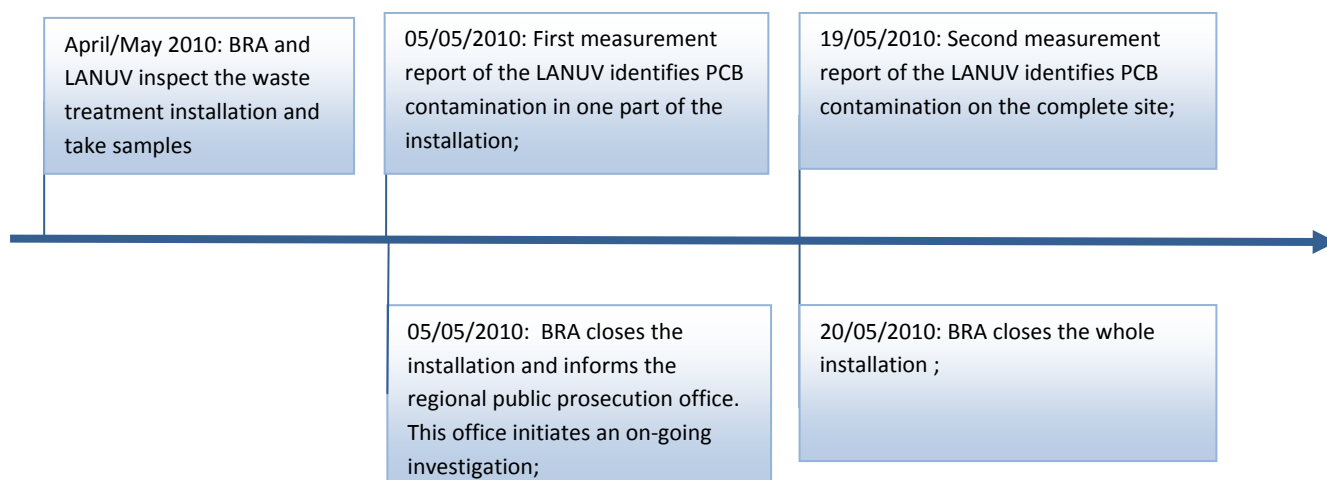 April/May 2010: BRA and
LANUV inspect the waste
treatment installation and
take samples
05/05/2010: First measurement
report of the LANUV identifies PCB
contamination in one part of the
installation;
19/05/2010: Second measurement
report of the LANUV identifies PCB
contamination on the complete site;
05/05/2010:  BRA closes the
installation and informs the
regional public prosecution office.
This office initiates an on-going
investigation;
20/05/2010: BRA closes the whole
installation ;